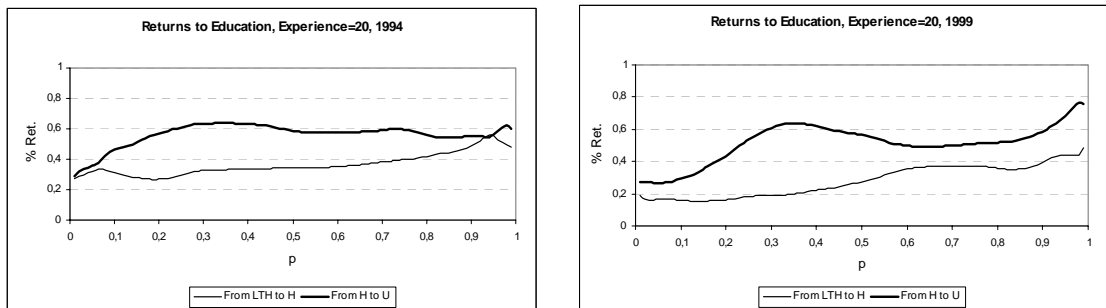 Returns to Education, Experience=20, 1994
1
0,8
0,6
0,4
0,2
0
% Ret.
0 0,1 0,2 0,3 0,4 0,5 0,6 0,7 0,8 0,9 1
p
From LTH to H From H to U
Returns to Education, Experience=20, 1999
1
0,8
0,6
0,4
0,2
0
% Ret.
0 0,1 0,2 0,3 0,4 0,5 0,6 0,7 0,8 0,9 1
p
From LTH to H From H to U